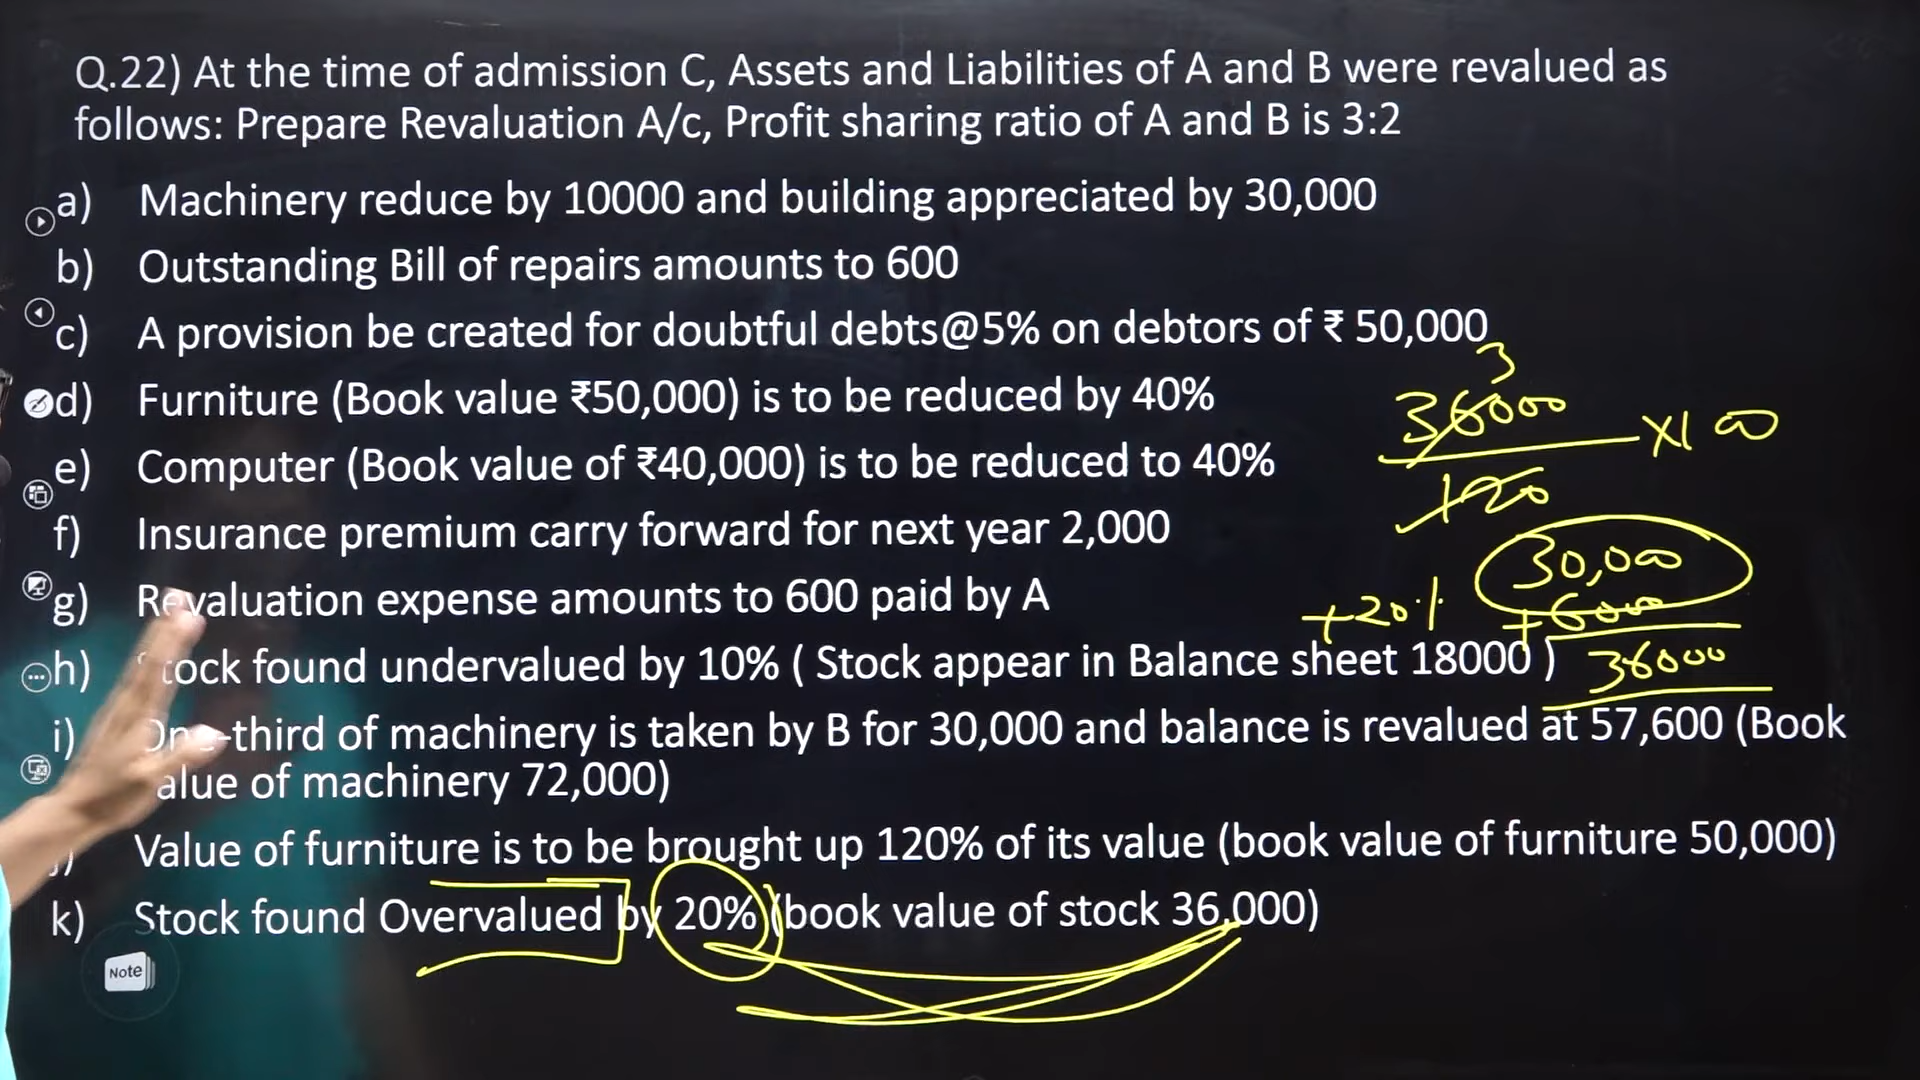 Q.22) At the time of admission C, Assets and Liabilities of A and B were revalued as
follows: Prepare Revaluation A/c, Profit sharing ratio of A and B is 3:2
a) Machinery reduce by 10000 and building appreciated by 30,000
b) Outstanding Bill of repairs amounts to 600
c) A provision be created for doubtful debts@5% on debtors of ₹ 50,000
d) Furniture (Book value ₹50,000) is to be reduced by 40%
e) Computer (Book value of ₹40,000) is to be reduced to 40%
f) Insurance premium carry forward for next year 2,000
g) Revaluation expense amounts to 600 paid by A
h) tock found undervalued by 10% ( Stock appear in Balance sheet 18000 )
i) One-third of machinery is taken by B for 30,000 and balance is revalued at 57,600 (Book
alue of machinery 72,000)
j) Value of furniture is to be brought up 120% of its value (book value of furniture 50,000)
k) Stock found Overvalued by 20% (book value of stock 36,000)
3
36000 ×100
120
30,000
+20% +6000
36000
Note